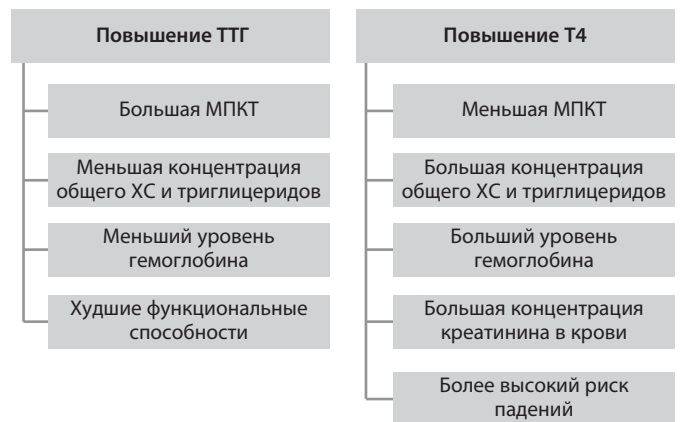 Повышение ТТГ
Большая МПКТ
Меньшая концентрация
общего ХС и триглицеридов
Меньший уровень
гемоглобина
Худшие функциональные
способности
Повышение Т4
Меньшая МПКТ
Большая концентрация
общего ХС и триглицеридов
Больший уровень
гемоглобина
Большая концентрация
креатинина в крови
Более высокий риск
падений